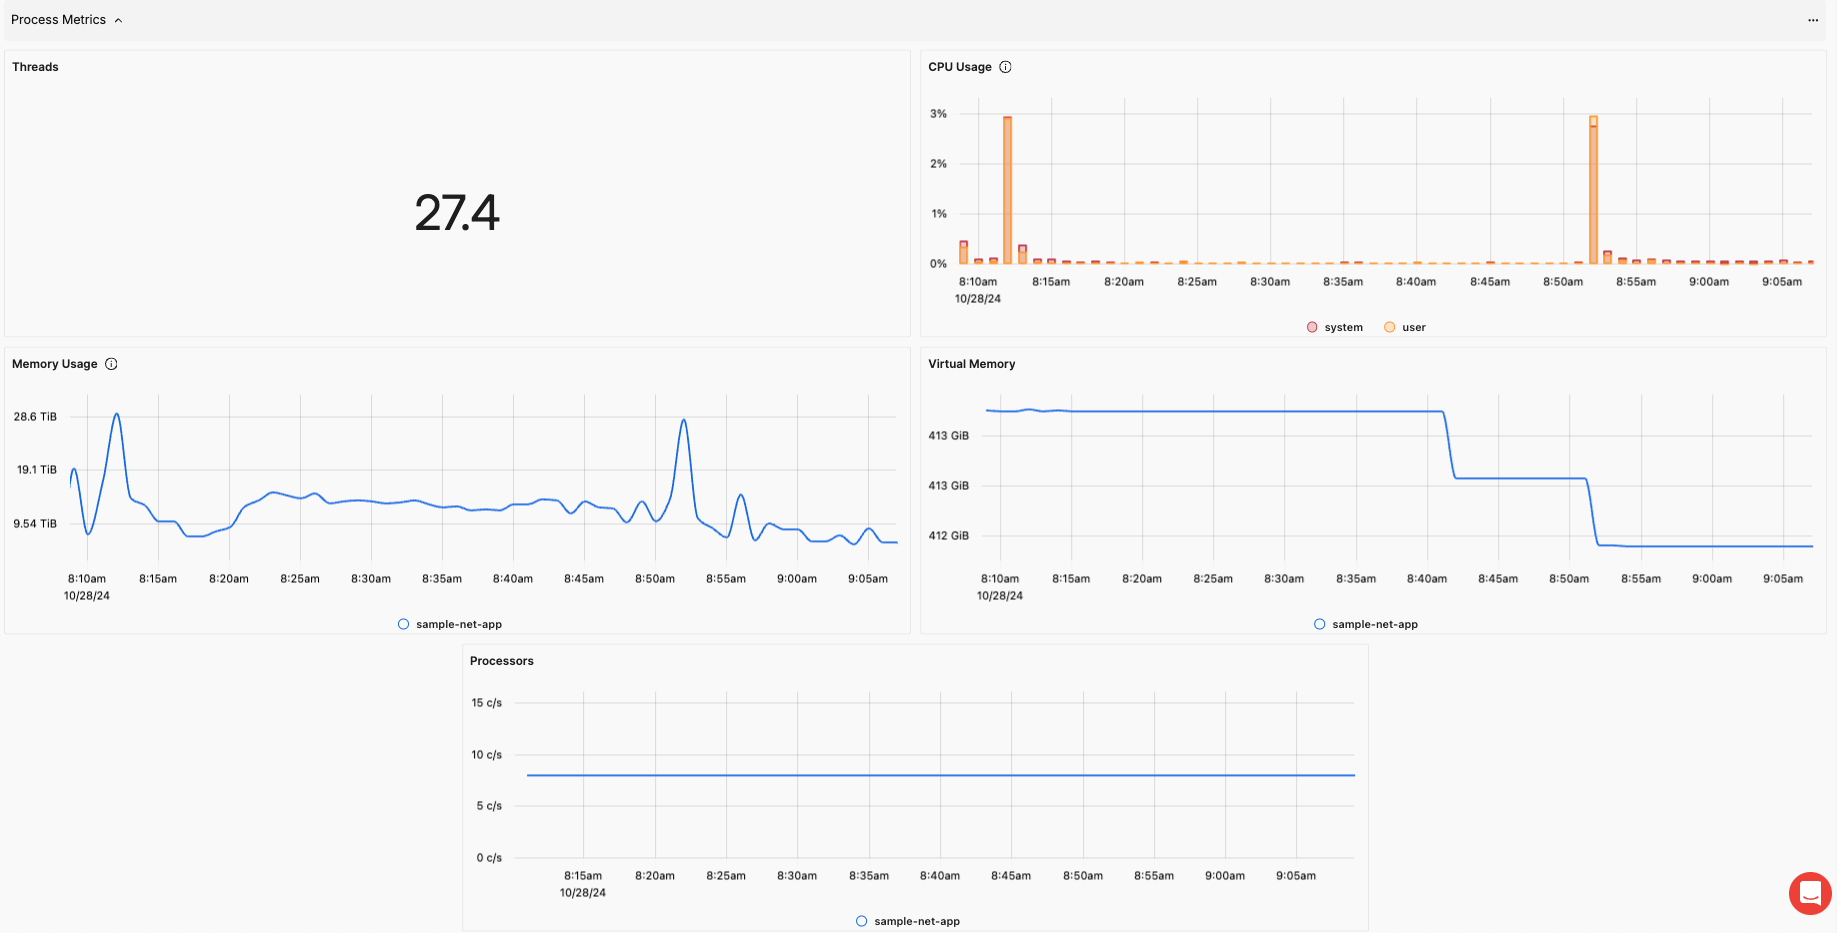 Process Metrics
...
Threads
27.4
CPU Usage
3%
2%
1%
0%
8:10am 8:15am 8:20am 8:25am 8:30am 8:35am 8:40am 8:45am 8:50am 8:55am 9:00am 9:05am
10/28/24
system user
Memory Usage
28.6 TiB
19.1 TiB
9.54 TiB
8:10am 8:15am 8:20am 8:25am 8:30am 8:35am 8:40am 8:45am 8:50am 8:55am 9:00am 9:05am
10/28/24
sample-net-app
Virtual Memory
413 GiB
413 GiB
412 GiB
8:10am 8:15am 8:20am 8:25am 8:30am 8:35am 8:40am 8:45am 8:50am 8:55am 9:00am 9:05am
10/28/24
sample-net-app
Processors
15 c/s
10 c/s
5 c/s
0 c/s
8:15am 8:20am 8:25am 8:30am 8:35am 8:40am 8:45am 8:50am 8:55am 9:00am 9:05am
10/28/24
sample-net-app